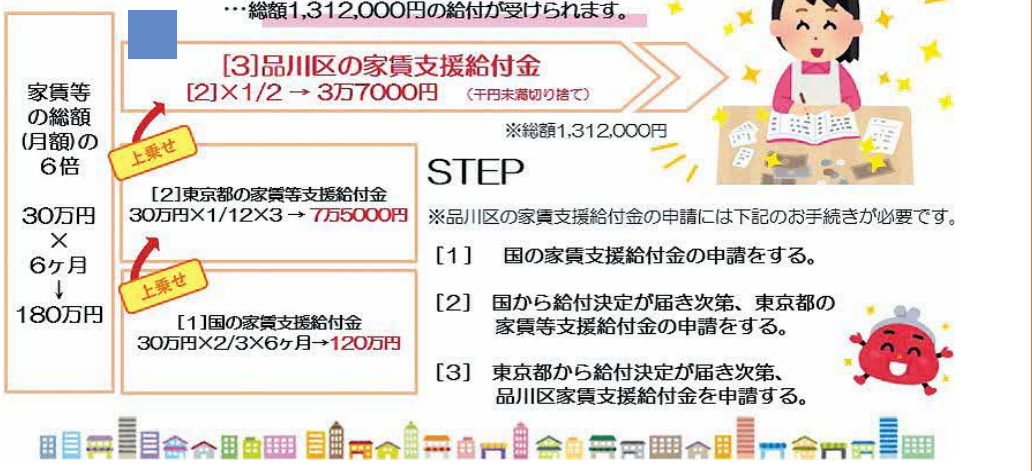 …総額1,312,000円の給付が受けられます。
家賃等
の総額
(月額)の
6倍
30万円
×
6ヶ月
↓
180万円
[3]品川区の家賃支援給付金
[2]×1/2 → 3万7000円 (千円未満切り捨て)
※総額1,312,000円
上乗せ
[2]東京都の家賃等支援給付金
30万円×1/12×3 → 7万5000円
上乗せ
[1]国の家賃支援給付金
30万円×2/3×6ヶ月→120万円
STEP
※品川区の家賃支援給付金の申請には下記のお手続きが必要です。
[1] 国の家賃支援給付金の申請をする。
[2] 国から給付決定が届き次第、東京都の
家賃等支援給付金の申請をする。
[3] 東京都から給付決定が届き次第、
品川区家賃支援給付金を申請する。